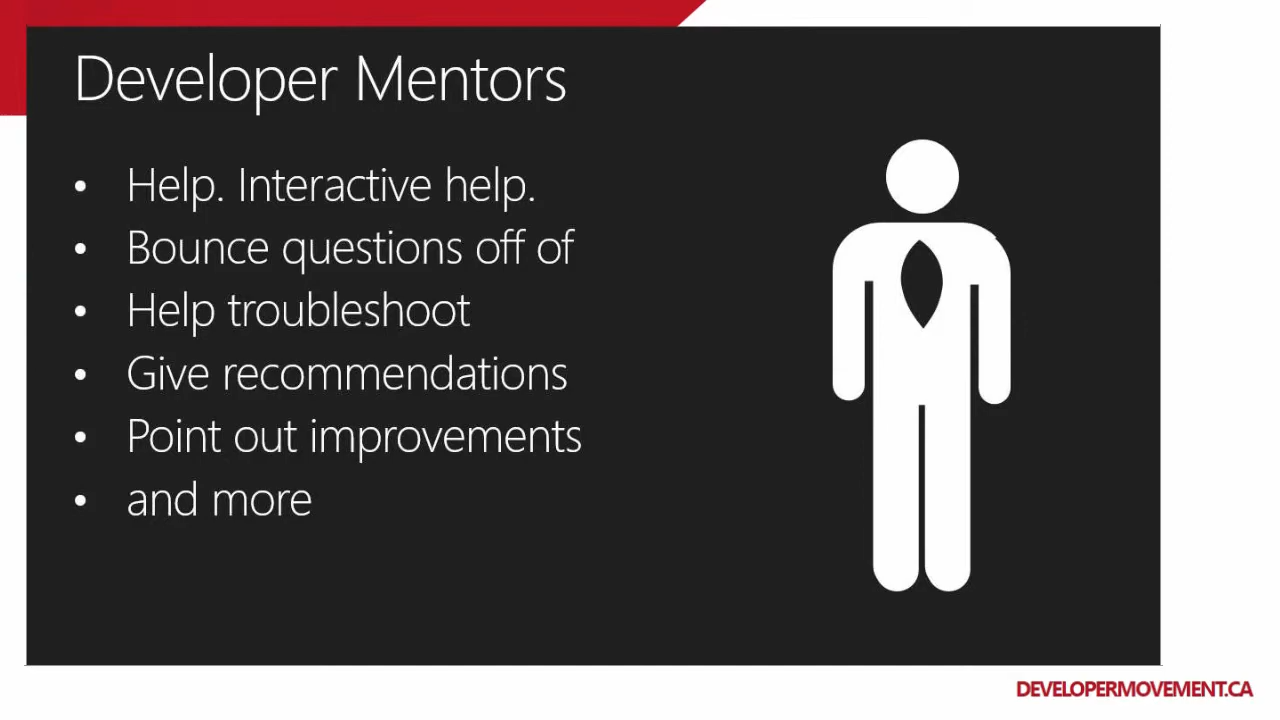 Developer Mentors
• Help. Interactive help.
• Bounce questions off of
• Help troubleshoot
• Give recommendations
• Point out improvements
• and more
DEVELOPERMOVEMENT.CA